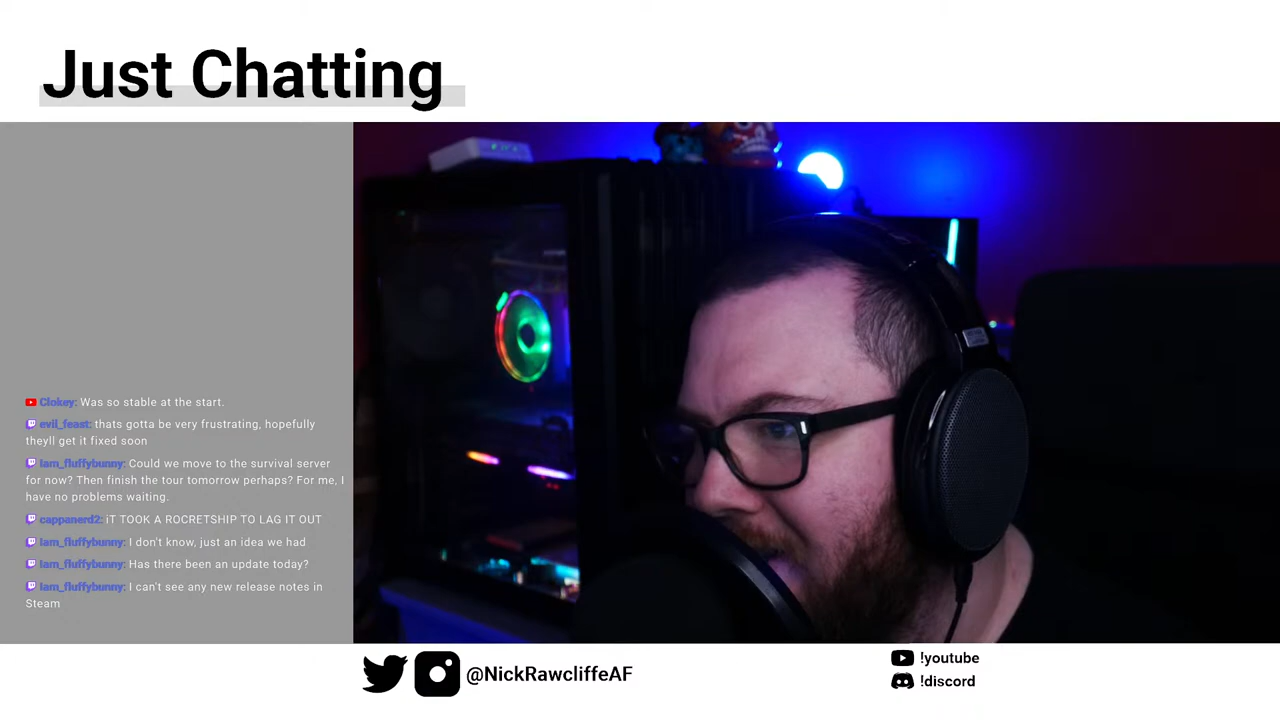 Just Chatting
Clokey: Was so stable at the start.
evil_feast: thats gotta be very frustrating, hopefully
theyll get it fixed soon
Iam_fluffybunny: Could we move to the survival server
for now? Then finish the tour tomorrow perhaps? For me, I
have no problems waiting.
cappanerd2: iT TOOK A ROCRETSHIP TO LAG IT OUT
Iam_fluffybunny: I don't know, just an idea we had
Iam_fluffybunny: Has there been an update today?
Iam_fluffybunny: I can't see any new release notes in
Steam
@NickRawcliffeAF
!youtube
!discord